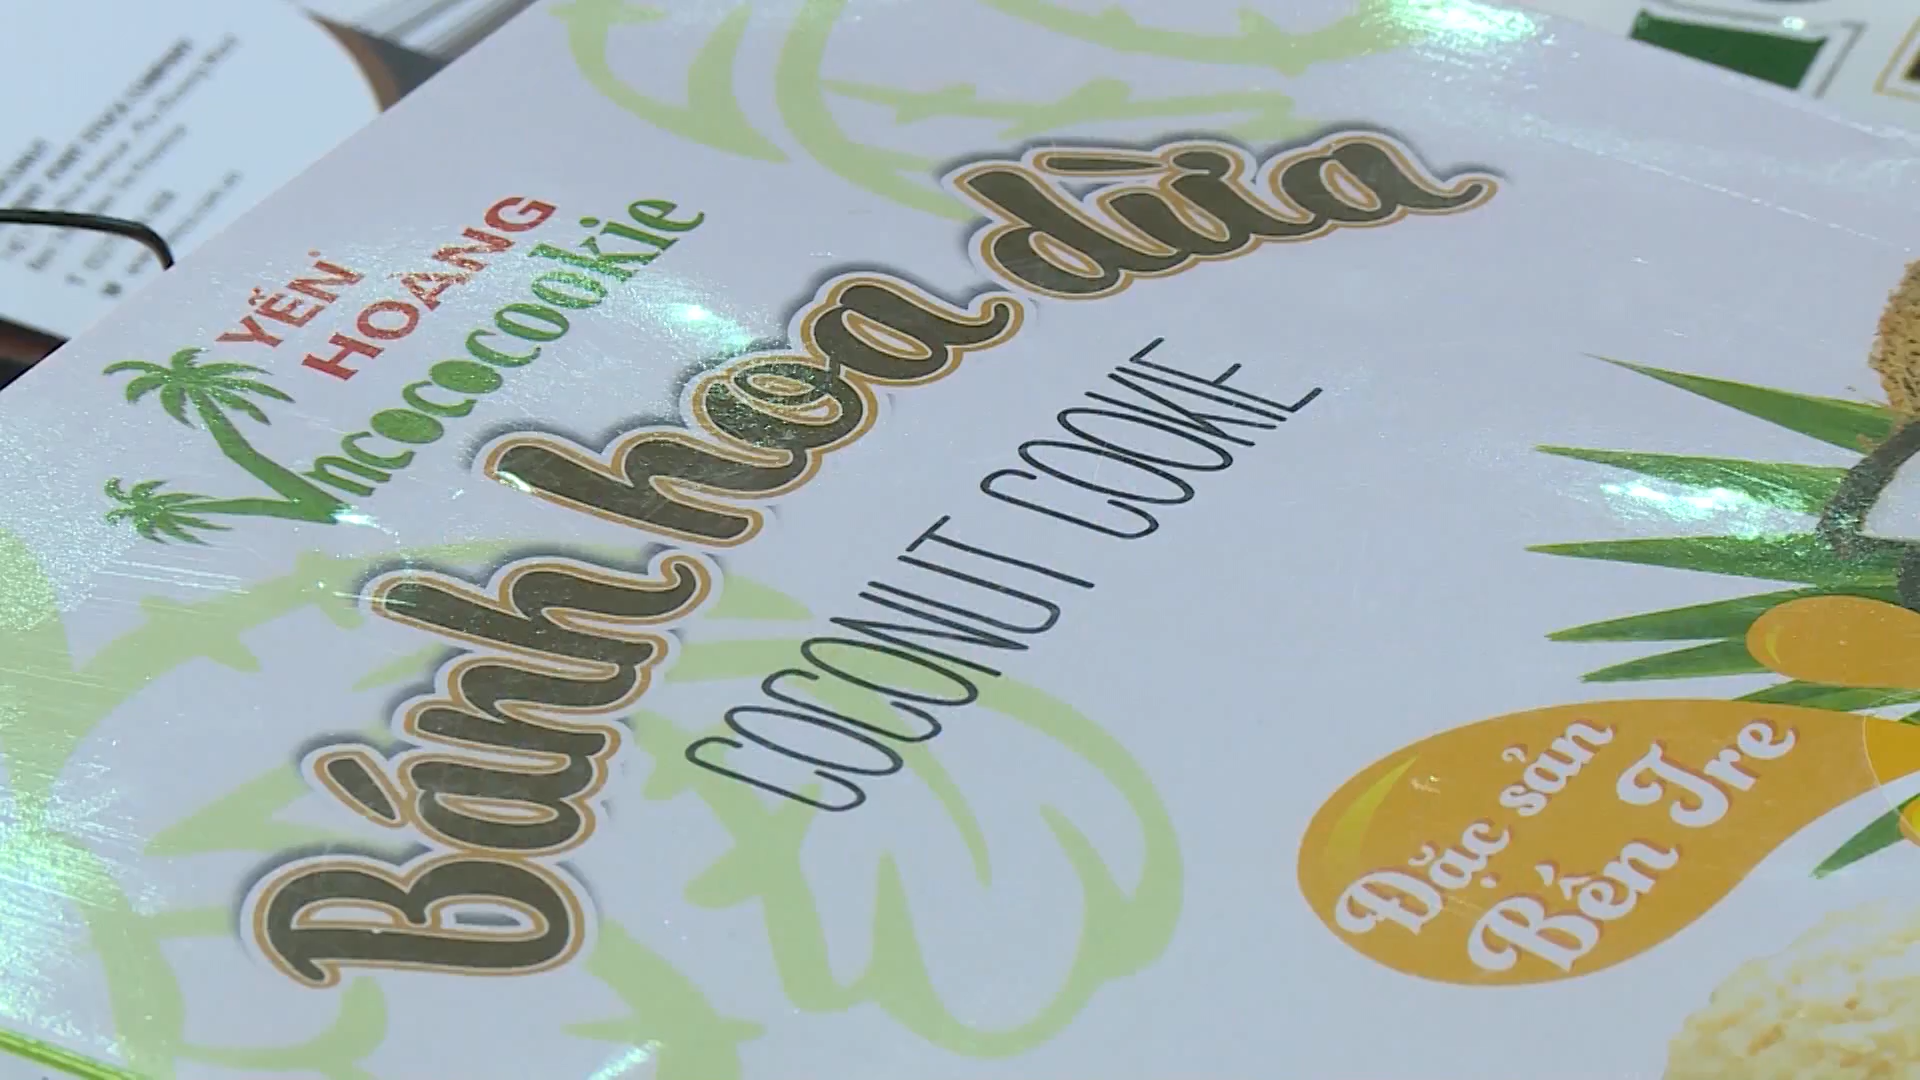 YẾN HOÀNG
Vncococookie
Bánh hoa dừa
COCONUT COOKIE
Đặc sản
Bến Tre